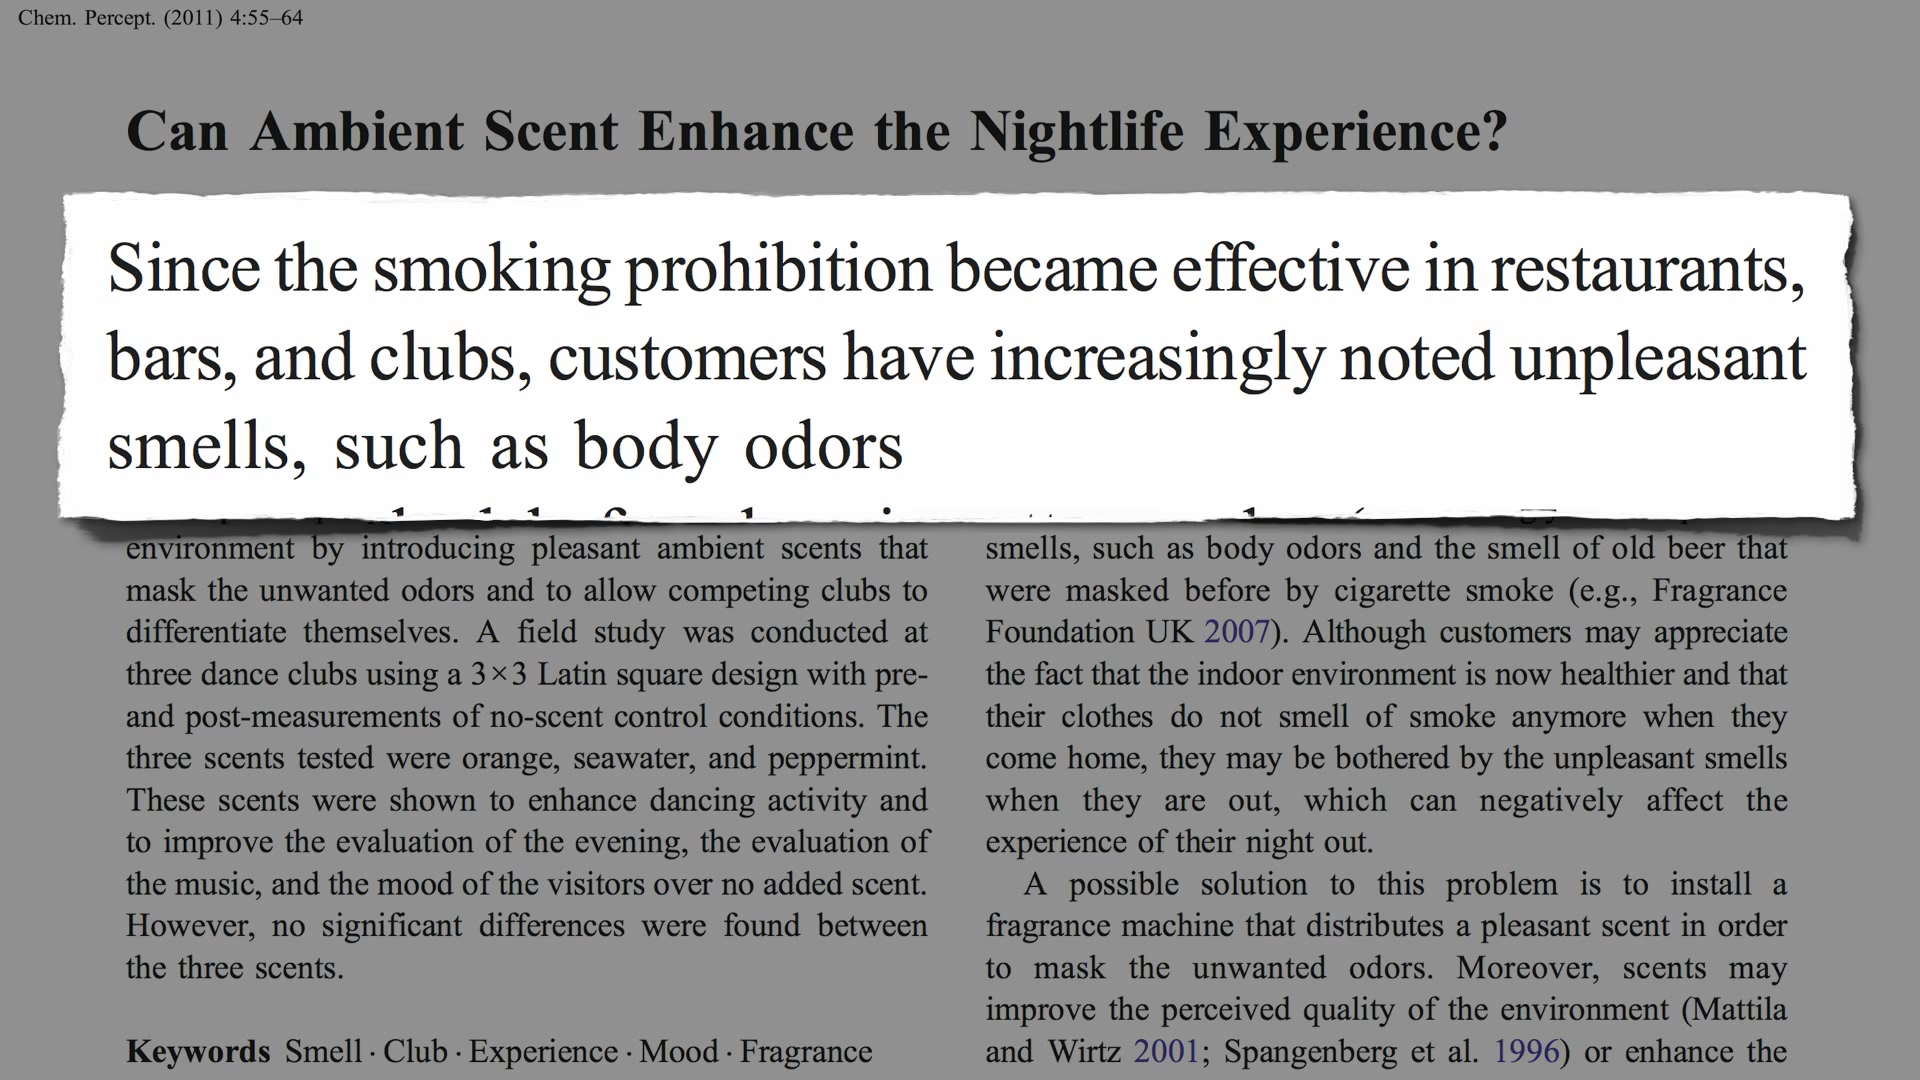 Chem. Percept. (2011) 4:55–64
Can Ambient Scent Enhance the Nightlife Experience?
Since the smoking prohibition became effective in restaurants,
bars, and clubs, customers have increasingly noted unpleasant
smells, such as body odors
environment by introducing pleasant ambient scents that
mask the unwanted odors and to allow competing clubs to
differentiate themselves. A field study was conducted at
three dance clubs using a 3×3 Latin square design with pre-
and post-measurements of no-scent control conditions. The
three scents tested were orange, seawater, and peppermint.
These scents were shown to enhance dancing activity and
to improve the evaluation of the evening, the evaluation of
the music, and the mood of the visitors over no added scent.
However, no significant differences were found between
the three scents.
Keywords Smell · Club · Experience · Mood · Fragrance
smells, such as body odors and the smell of old beer that
were masked before by cigarette smoke (e.g., Fragrance
Foundation UK 2007). Although customers may appreciate
the fact that the indoor environment is now healthier and that
their clothes do not smell of smoke anymore when they
come home, they may be bothered by the unpleasant smells
when they are out, which can negatively affect the
experience of their night out.
A possible solution to this problem is to install a
fragrance machine that distributes a pleasant scent in order
to mask the unwanted odors. Moreover, scents may
improve the perceived quality of the environment (Mattila
and Wirtz 2001; Spangenberg et al. 1996) or enhance the